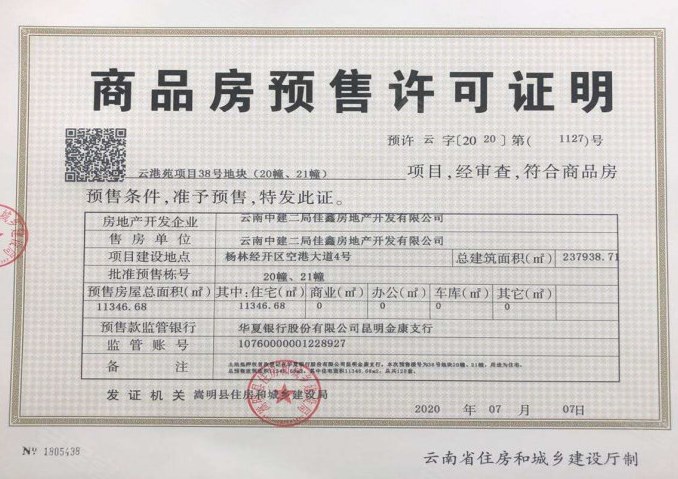 商品房预售许可证明
预许 云 字〔20 20〕第( 1127)号
云港苑项目38号地块(20幢、21幢) 项目,经审查,符合商品房
预售条件,准予预售,特发此证。
房地产开发企业 云南中建二局佳鑫房地产开发有限公司
售房单位 云南中建二局佳鑫房地产开发有限公司
项目建设地点 杨林经开区空港大道4号 总建筑面积(㎡) 237938.71
批准预售栋号 20幢、21幢
预售房屋总面积(㎡) 其中:住宅(㎡) 商业(㎡) 办公(㎡) 车库(㎡) 其它(㎡)
11346.68 11346.68 0 0 0 0
预售款监管银行 华夏银行股份有限公司昆明金康支行
监管账号 10760000001228927
备注
发证机关 嵩明县住房和城乡建设局
2020 年 07 月 07日
Nº 1805438
云南省住房和城乡建设厅制